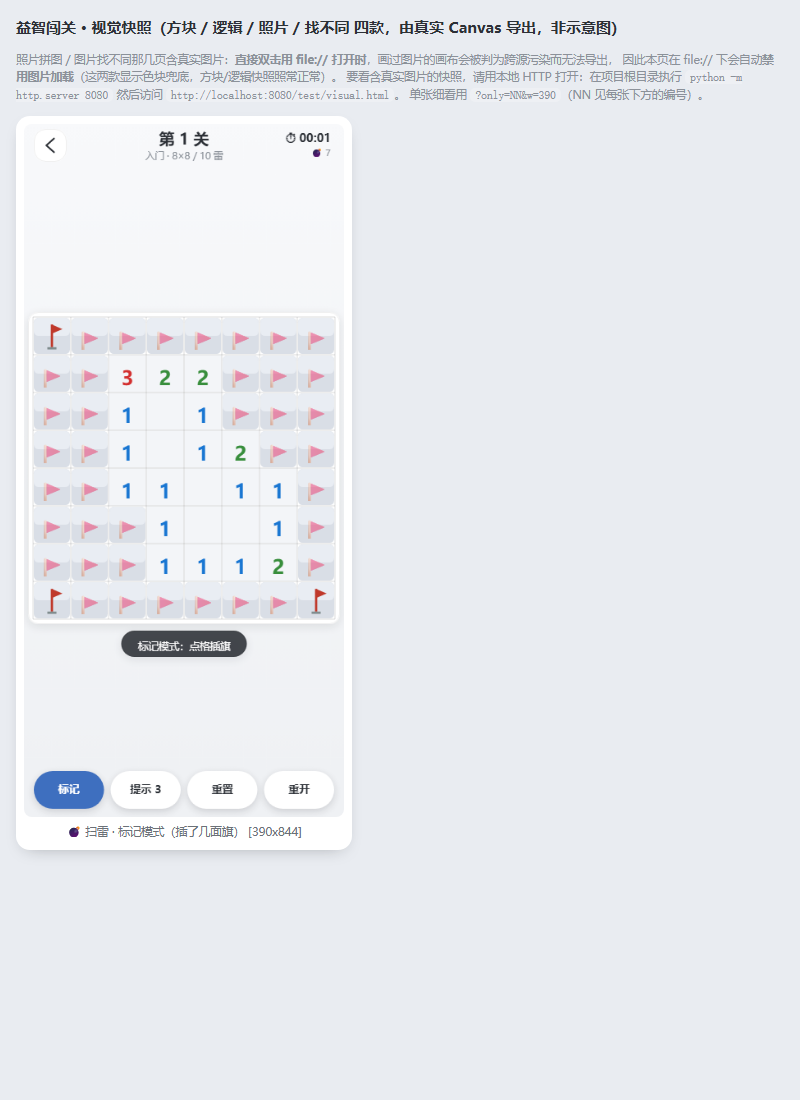 益智闯关 · 视觉快照（方块 / 逻辑 / 照片 / 找不同 四款，由真实 Canvas 导出，非示意图）
照片拼图 / 图片找不同那几页含真实图片：直接双击用 file:// 打开时，画过图片的画布会被判为跨源污染而无法导出， 因此本页在 file:// 下会自动禁
用图片加载（这两款显示色块兜底，方块/逻辑快照照常正常）。 要看含真实图片的快照，请用本地 HTTP 打开：在项目根目录执行 python -m
http.server 8080 然后访问 http://localhost:8080/test/visual.html 。 单张细看用 ?only=NN&w=390 （NN 见每张下方的编号）。
第 1 关
00:01
入门 · 8×8 / 10 雷
7
3 2 2
1 1
1 1 2
1 1 1 1
1 1
1 1 1 2
标记模式：点格插旗
标记 提示 3 重置 重开
扫雷 · 标记模式（插了几面旗） [390x844]